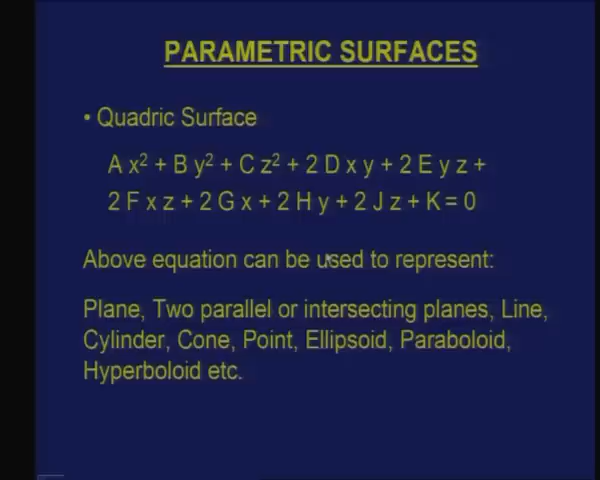 PARAMETRIC SURFACES
• Quadric Surface
A x² + B y² + C z² + 2 D x y + 2 E y z +
2 F x z + 2 G x + 2 H y + 2 J z + K = 0
Above equation can be used to represent:
Plane, Two parallel or intersecting planes, Line,
Cylinder, Cone, Point, Ellipsoid, Paraboloid,
Hyperboloid etc.